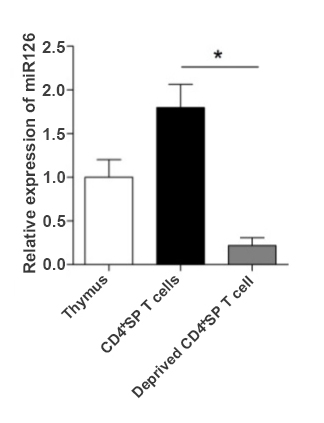 Relative expression of miR126
2.5
2.0
1.5
1.0
0.5
0.0
*
Thymus
CD4⁺SP T cells
Deprived CD4⁺SP T cell